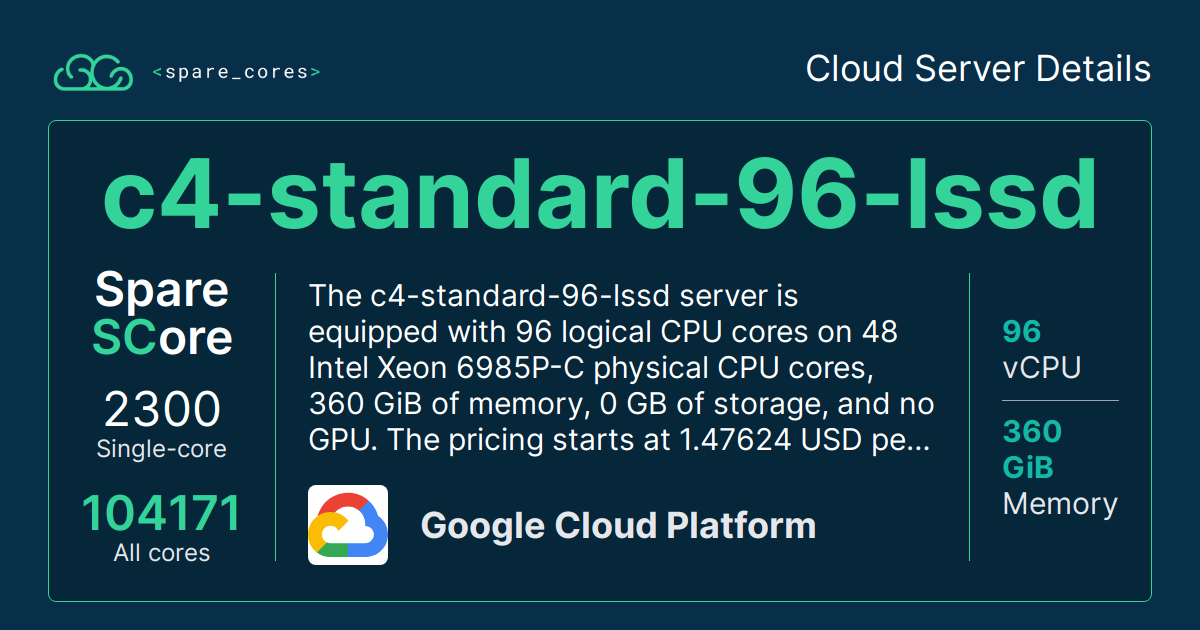 <spare_cores>
Cloud Server Details
c4-standard-96-lssd
Spare
SCore
2300
Single-core
104171
All cores
The c4-standard-96-lssd server is
equipped with 96 logical CPU cores on 48
Intel Xeon 6985P-C physical CPU cores,
360 GiB of memory, 0 GB of storage, and no
GPU. The pricing starts at 1.47624 USD pe...
Google Cloud Platform
96
vCPU
360
GiB
Memory